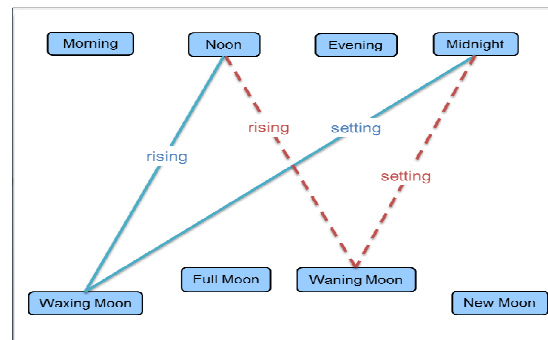 Morning
Noon
Evening
Midnight
rising
setting
rising
setting
Full Moon
Waning Moon
Waxing Moon
New Moon